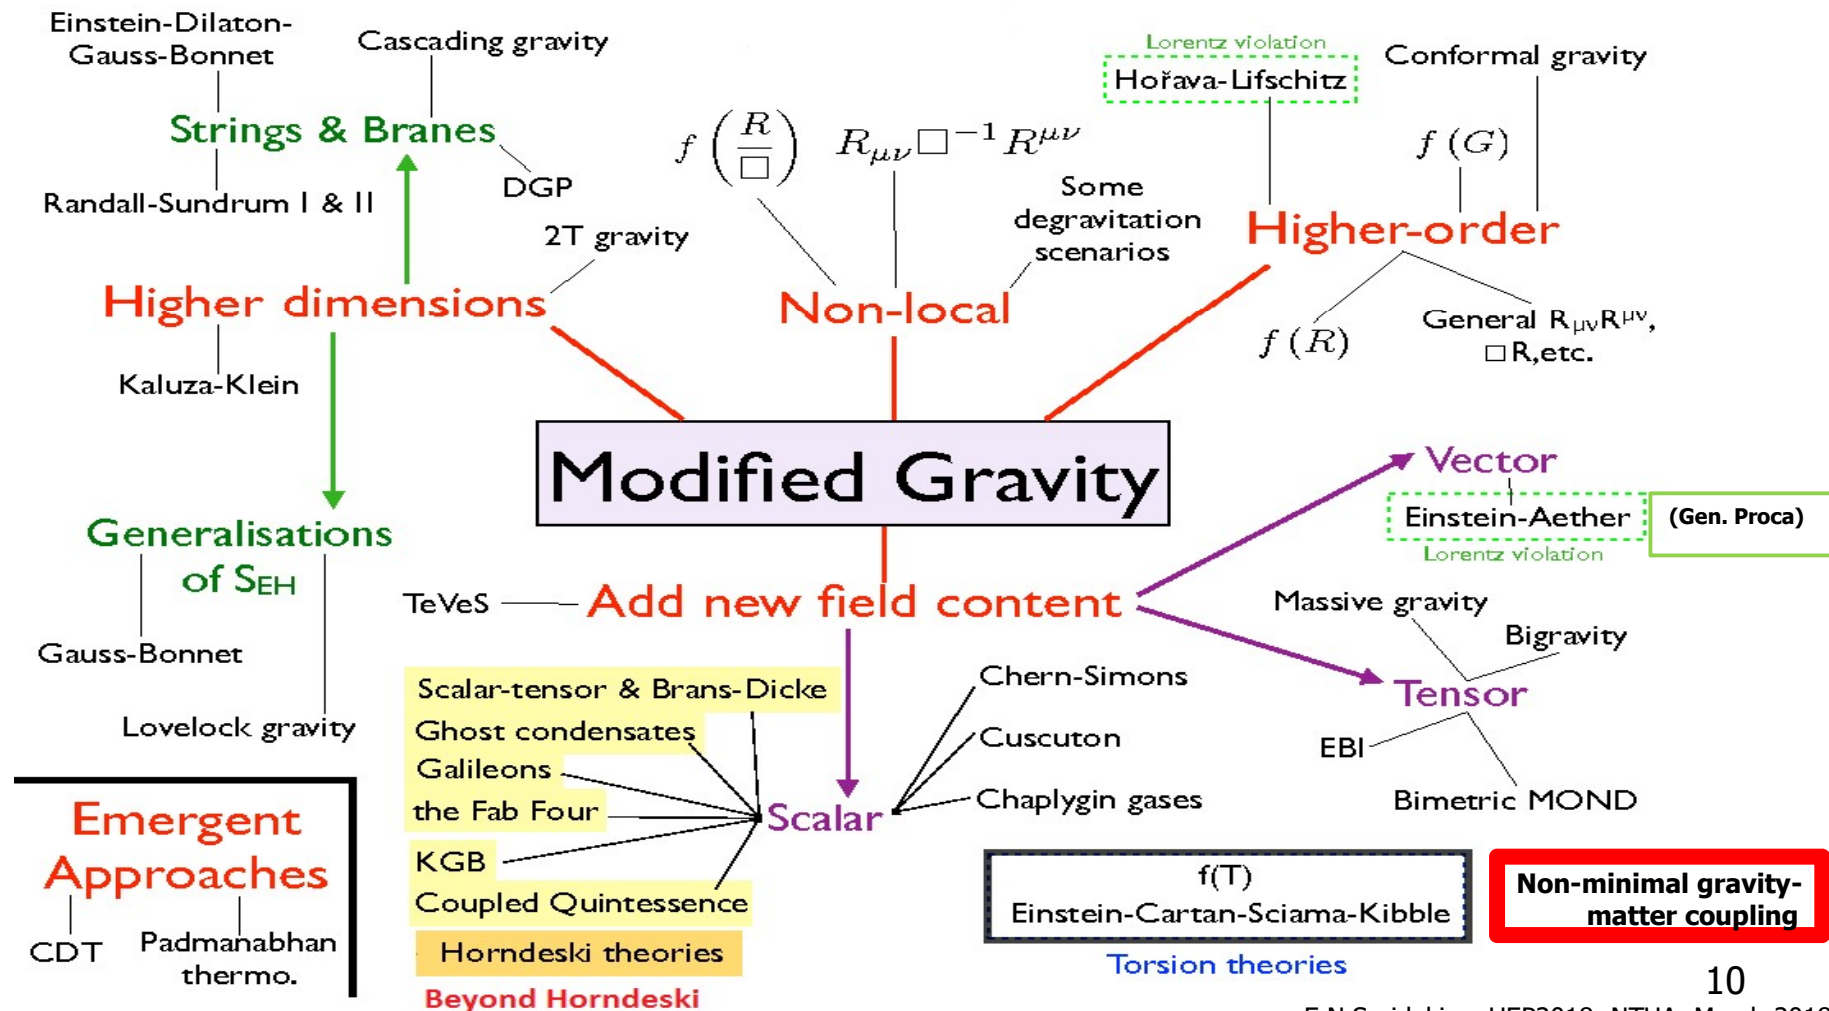 Einstein-Dilaton-
Gauss-Bonnet
Cascading gravity
Strings & Branes
Randall-Sundrum I & II
DGP
2T gravity
Higher dimensions
Kaluza-Klein
Generalisations
of S_EH
Gauss-Bonnet
Lovelock gravity
f (R/□)
R_μν □^−1 R^μν
Some
degravitation
scenarios
Non-local
Lorentz violation
Hořava-Lifschitz
Conformal gravity
f (G)
Higher-order
f (R)
General R_μν R^μν,
□R,etc.
Modified Gravity
Vector
Einstein-Aether
(Gen. Proca)
Lorentz violation
TeVeS
Add new field content
Massive gravity
Bigravity
Tensor
EBI
Bimetric MOND
Scalar-tensor & Brans-Dicke
Ghost condensates
Galileons
the Fab Four
KGB
Coupled Quintessence
Horndeski theories
Beyond Horndeski
Scalar
Chern-Simons
Cuscuton
Chaplygin gases
Emergent
Approaches
CDT
Padmanabhan
thermo.
f(T)
Einstein-Cartan-Sciama-Kibble
Torsion theories
Non-minimal gravity-
matter coupling
10